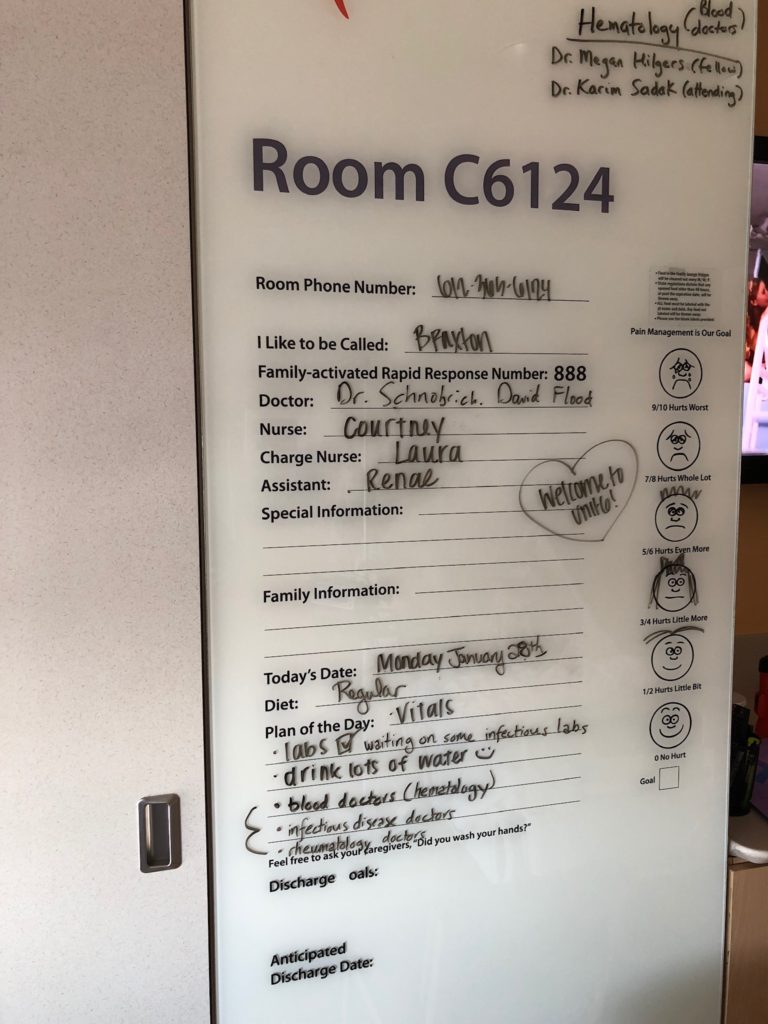 Hematology (Blood doctors)
Dr. Megan Hilgers (fellow)
Dr. Karim Sadak (attending)
Room C6124
Room Phone Number: 612-365-6124
I Like to be Called: Braxton
Family-activated Rapid Response Number: 888
Doctor: Dr. Schnobrich. David Flood
Nurse: Courtney
Charge Nurse: Laura
Assistant: Renae
Special Information:
Welcome to
unit 6!
Family Information:
Today's Date: Monday January 28th
Diet: Regular
Plan of the Day: · Vitals
· labs ☑ waiting on some infectious labs
· drink lots of water ☺
· blood doctors (hematology)
· infectious disease doctors
· rheumatology doctors
Feel free to ask your caregivers, "Did you wash your hands?"
Discharge oals:
Anticipated
Discharge Date:
Pain Management is Our Goal
9/10 Hurts Worst
7/8 Hurts Whole Lot
5/6 Hurts Even More
3/4 Hurts Little More
1/2 Hurts Little Bit
0 No Hurt
Goal